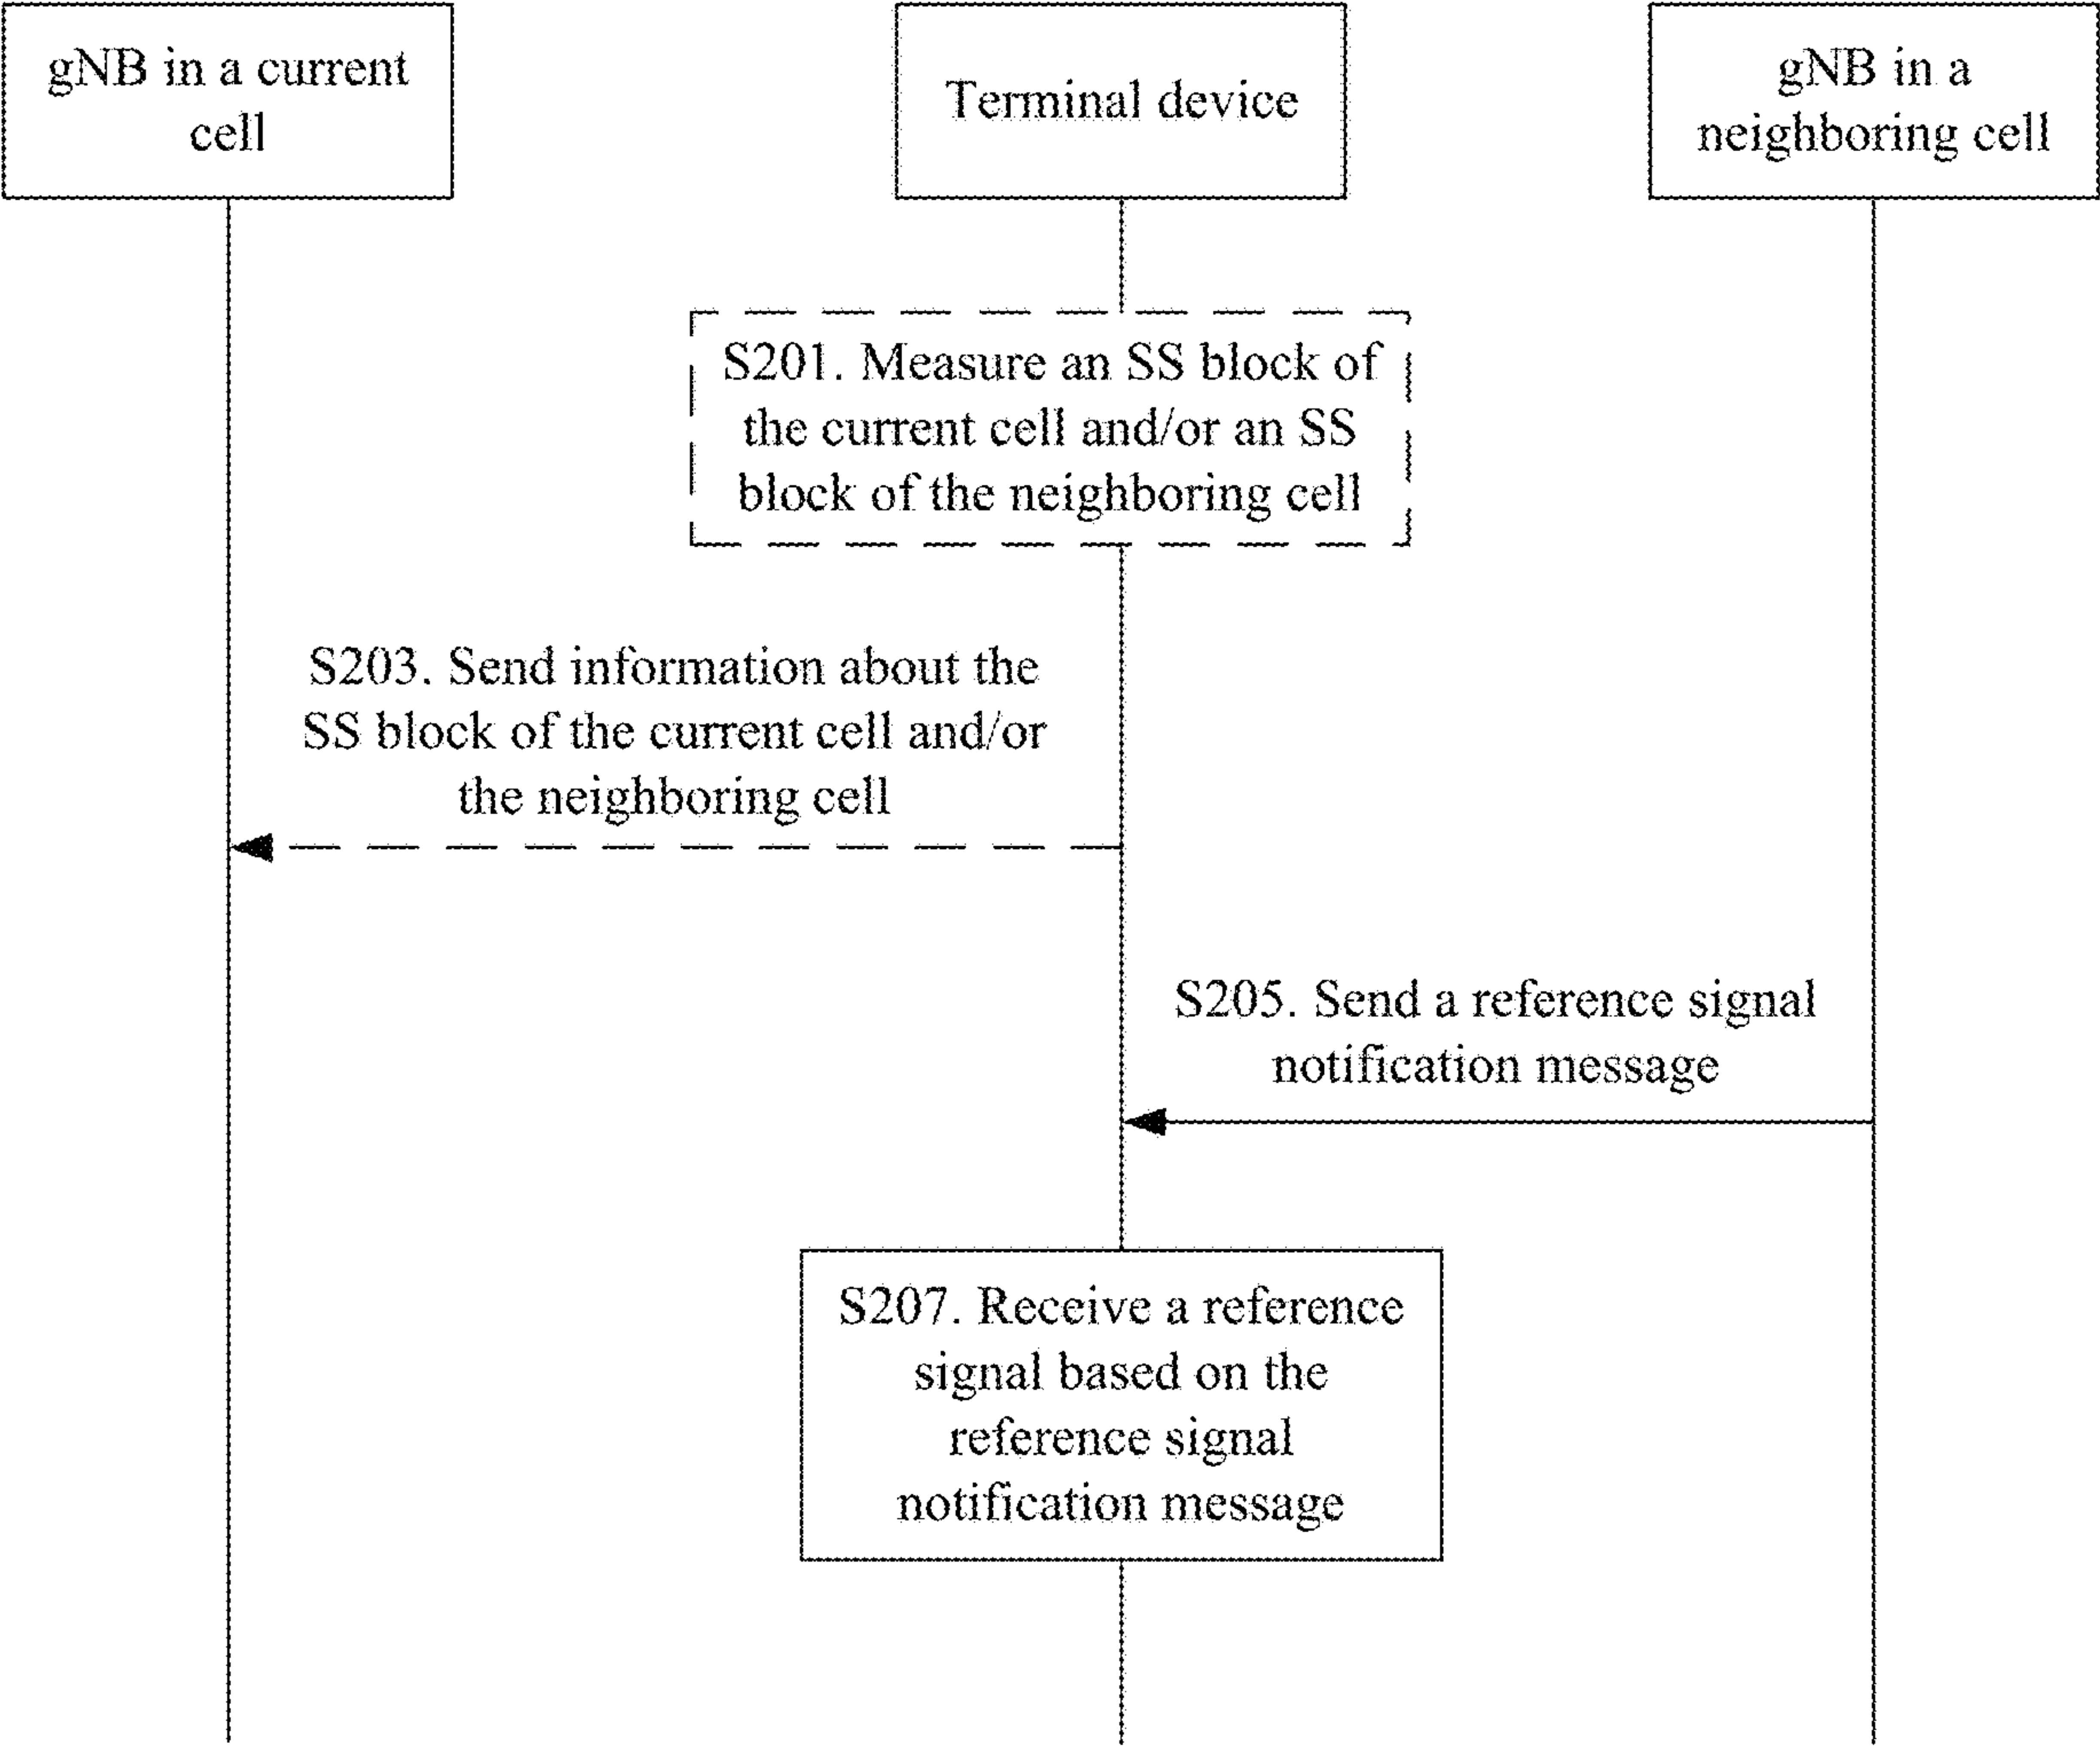 gNB in a current
cell
Terminal device
gNB in a
neighboring cell
S201. Measure an SS block of
the current cell and/or an SS
block of the neighboring cell
S203. Send information about the
SS block of the current cell and/or
the neighboring cell
S205. Send a reference signal
notification message
S207. Receive a reference
signal based on the
reference signal
notification message